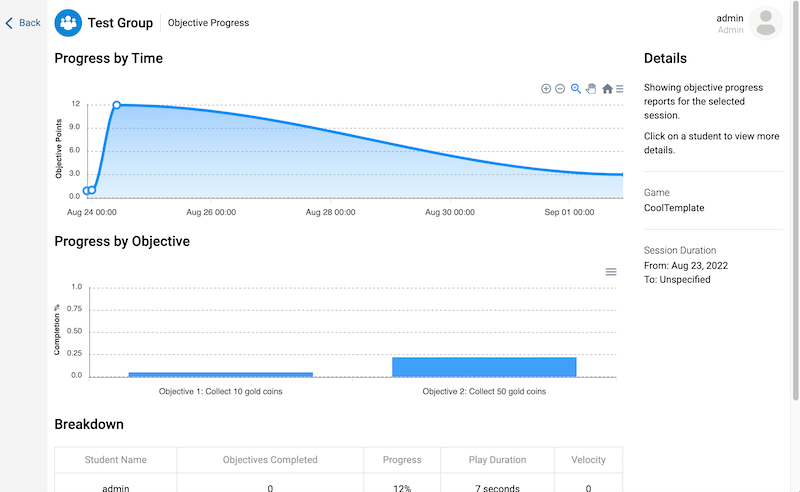 Back
Test Group
Objective Progress
admin
Admin
Progress by Time
Objective Points
12
9.0
6.0
3.0
0.0
Aug 24 00:00
Aug 26 00:00
Aug 28 00:00
Aug 30 00:00
Sep 01 00:00
Progress by Objective
Completion %
1.0
0.75
0.50
0.25
0.0
Objective 1: Collect 10 gold coins
Objective 2: Collect 50 gold coins
Breakdown
Student Name Objectives Completed Progress Play Duration Velocity
admin 0 12% 7 seconds 0
Details
Showing objective progress
reports for the selected
session.
Click on a student to view more
details.
Game
CoolTemplate
Session Duration
From: Aug 23, 2022
To: Unspecified